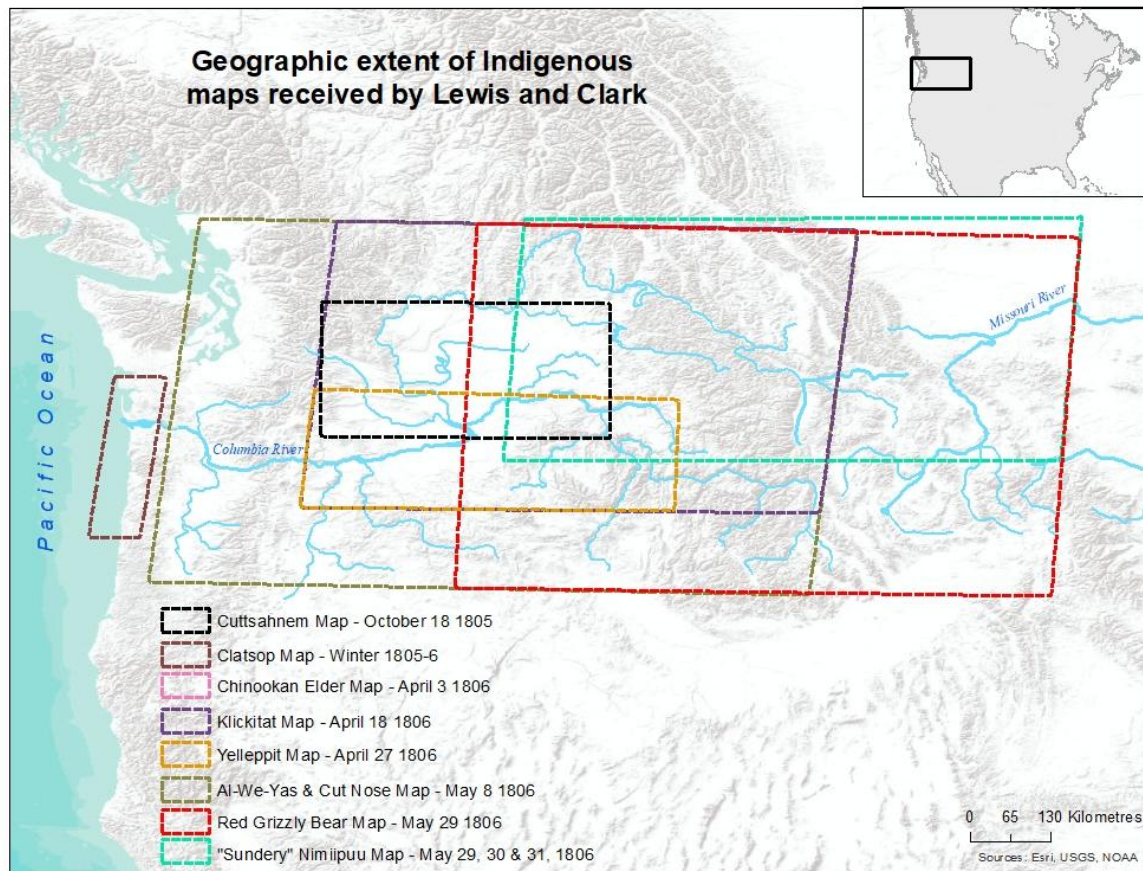 Geographic extent of Indigenous
maps received by Lewis and Clark
Missouri River
Columbia River
Pacific Ocean
Cuttsahnem Map - October 18 1805
Clatsop Map - Winter 1805-6
Chinookan Elder Map - April 3 1806
Klickitat Map - April 18 1806
Yelleppit Map - April 27 1806
Al-We-Yas & Cut Nose Map - May 8 1806
Red Grizzly Bear Map - May 29 1806
"Sundery" Nimiipuu Map - May 29, 30 & 31, 1806
0 65 130 Kilometres
Sources: Esri, USGS, NOAA